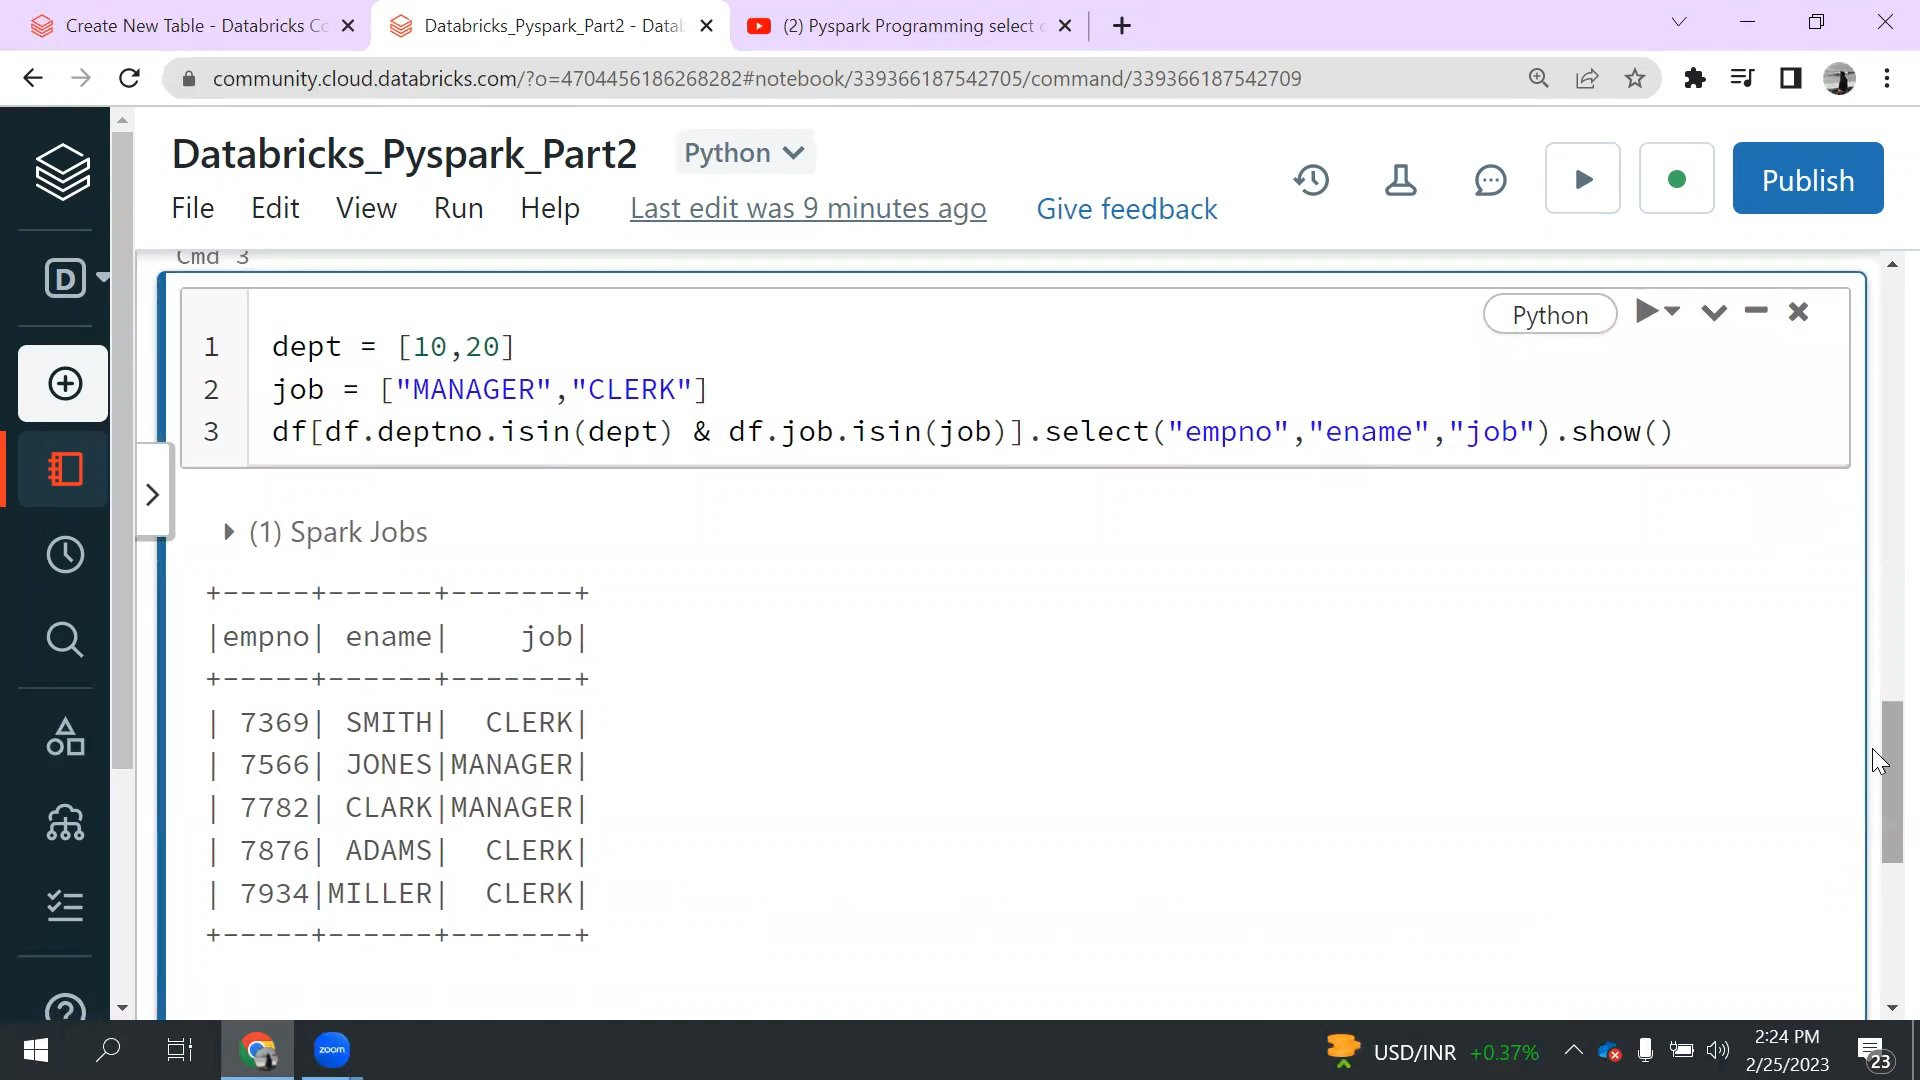 Create New Table - Databricks Co
Databricks_Pyspark_Part2 - Datab
(2) Pyspark Programming select c
community.cloud.databricks.com/?o=4704456186268282#notebook/339366187542705/command/339366187542709
Databricks_Pyspark_Part2
Python
File Edit View Run Help Last edit was 9 minutes ago Give feedback
Publish
D
Cmd 3
Python
1 dept = [10,20]
2 job = ["MANAGER","CLERK"]
3 df[df.deptno.isin(dept) & df.job.isin(job)].select("empno","ename","job").show()
(1) Spark Jobs
+-----+------+-------+
|empno| ename|    job|
+-----+------+-------+
| 7369| SMITH|  CLERK|
| 7566| JONES|MANAGER|
| 7782| CLARK|MANAGER|
| 7876| ADAMS|  CLERK|
| 7934|MILLER|  CLERK|
+-----+------+-------+
zoom
USD/INR +0.37%
2:24 PM
2/25/2023
23